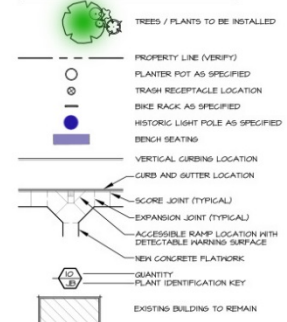 TREES / PLANTS TO BE INSTALLED
PROPERTY LINE (VERIFY)
PLANTER POT AS SPECIFIED
TRASH RECEPTACLE LOCATION
BIKE RACK AS SPECIFIED
HISTORIC LIGHT POLE AS SPECIFIED
BENCH SEATING
VERTICAL CURBING LOCATION
CURB AND GUTTER LOCATION
SCORE JOINT (TYPICAL)
EXPANSION JOINT (TYPICAL)
ACCESSIBLE RAMP LOCATION WITH
DETECTABLE WARNING SURFACE
NEW CONCRETE FLATWORK
10 QUANTITY
JB PLANT IDENTIFICATION KEY
EXISTING BUILDING TO REMAIN